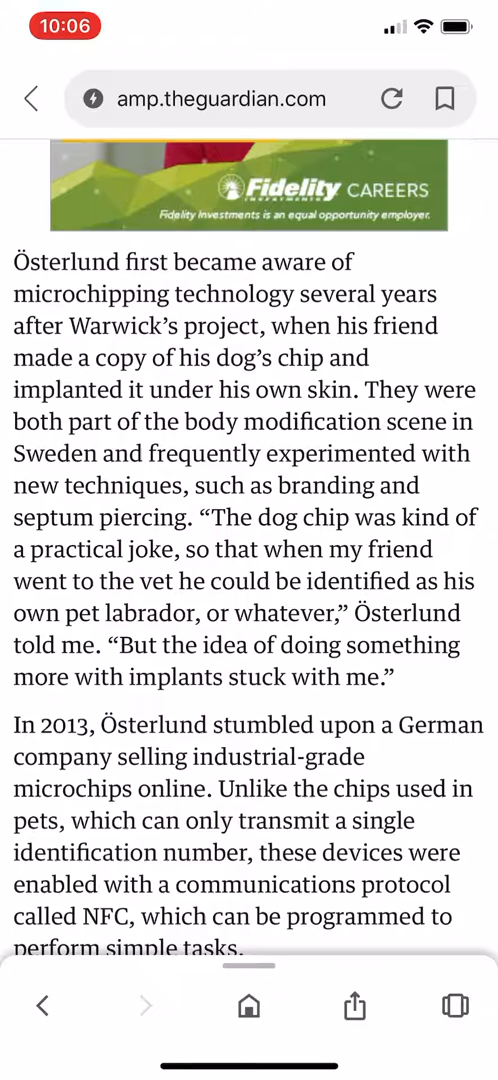 10:06
amp.theguardian.com
Fidelity CAREERS
INVESTMENTS
Fidelity Investments is an equal opportunity employer.
Österlund first became aware of
microchipping technology several years
after Warwick’s project, when his friend
made a copy of his dog’s chip and
implanted it under his own skin. They were
both part of the body modification scene in
Sweden and frequently experimented with
new techniques, such as branding and
septum piercing. “The dog chip was kind of
a practical joke, so that when my friend
went to the vet he could be identified as his
own pet labrador, or whatever,” Österlund
told me. “But the idea of doing something
more with implants stuck with me.”
In 2013, Österlund stumbled upon a German
company selling industrial-grade
microchips online. Unlike the chips used in
pets, which can only transmit a single
identification number, these devices were
enabled with a communications protocol
called NFC, which can be programmed to
perform simple tasks.